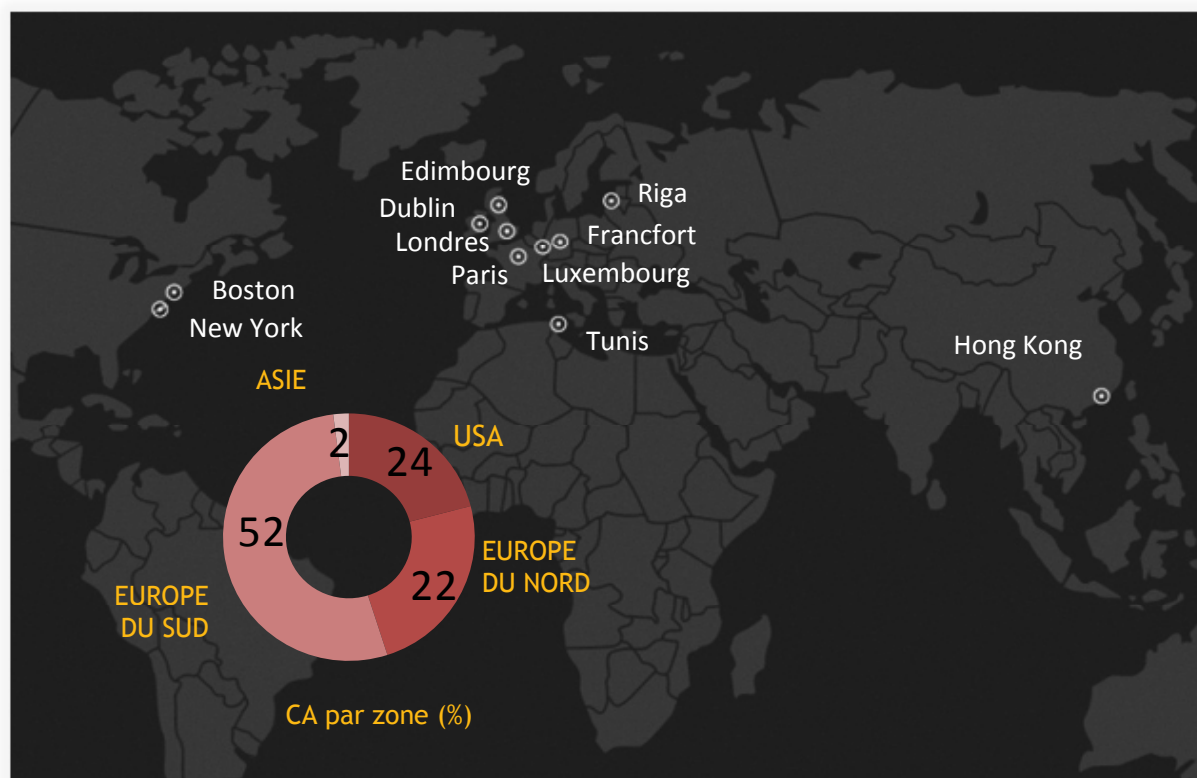 Edimbourg
Riga
Dublin
Londres
Francfort
Paris
Luxembourg
Boston
New York
Tunis
Hong Kong
ASIE
USA
2
24
52
22
EUROPE
DU NORD
EUROPE
DU SUD
CA par zone (%)